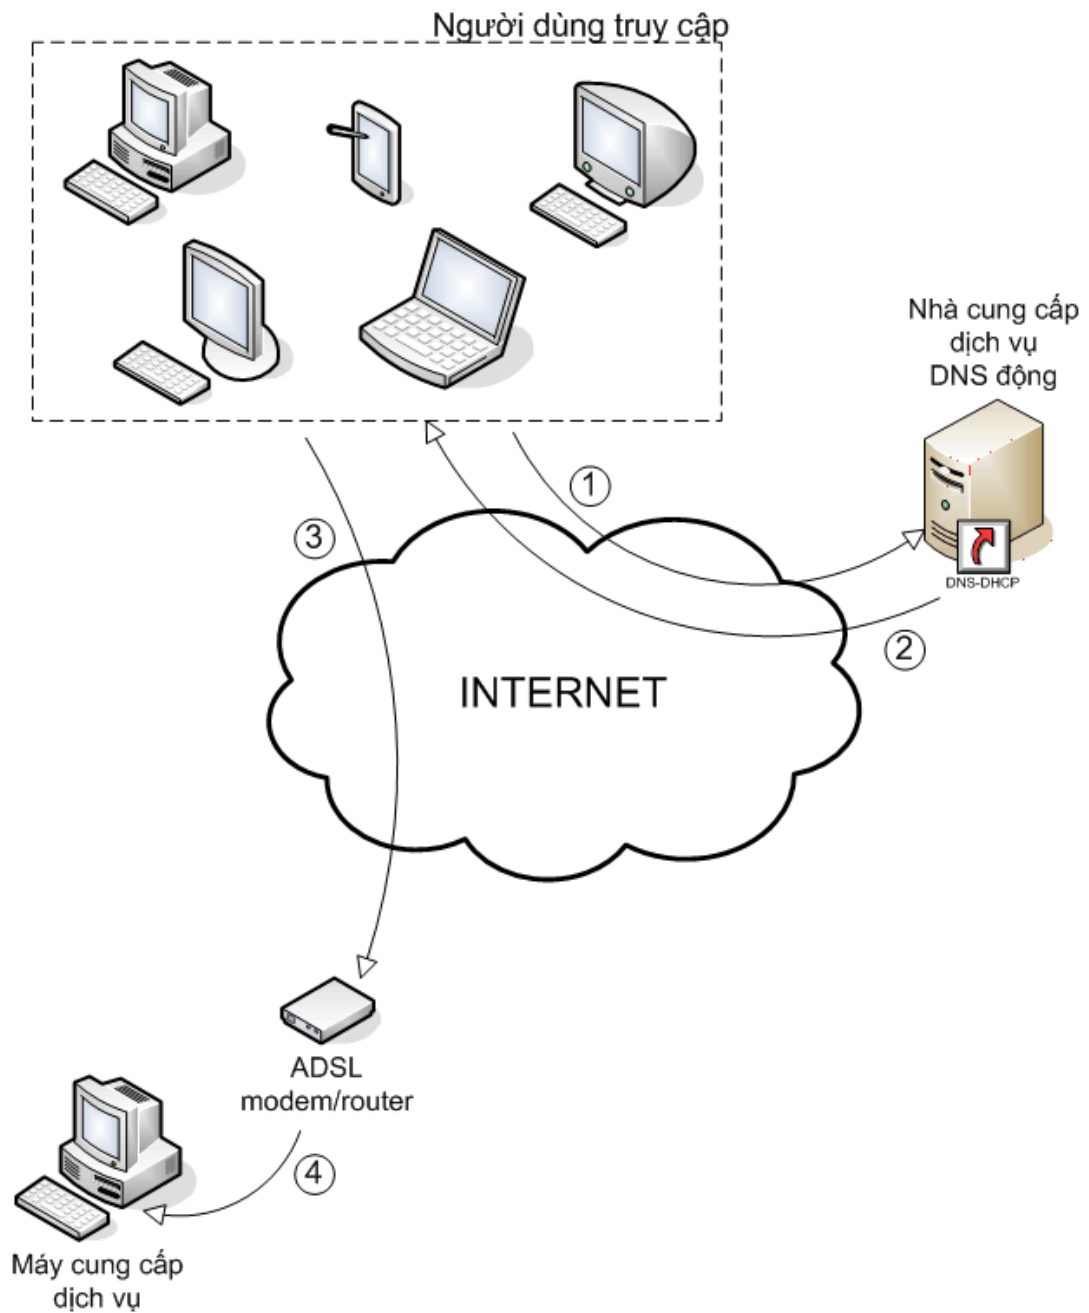 Người dùng truy cập
Nhà cung cấp
dịch vụ
DNS động
1
3
DNS-DHCP
2
INTERNET
ADSL
modem/router
4
Máy cung cấp
dịch vụ